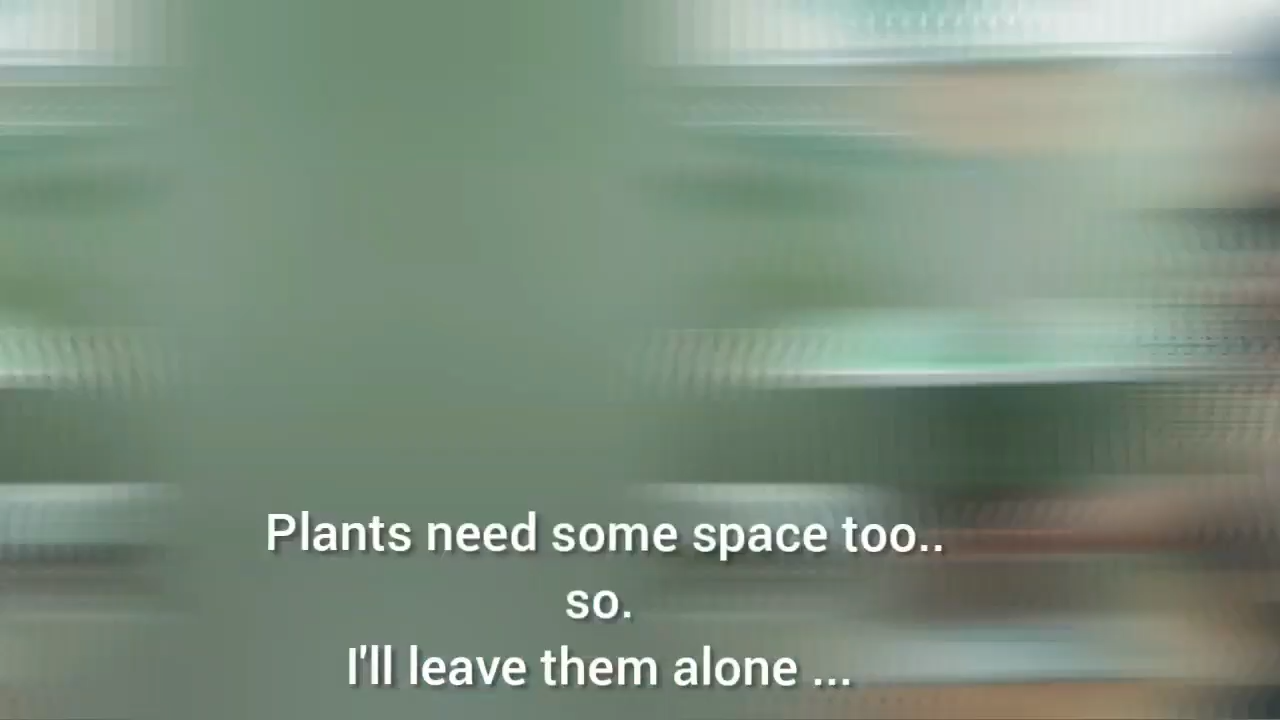 Plants need some space too..
so.
I'll leave them alone ...